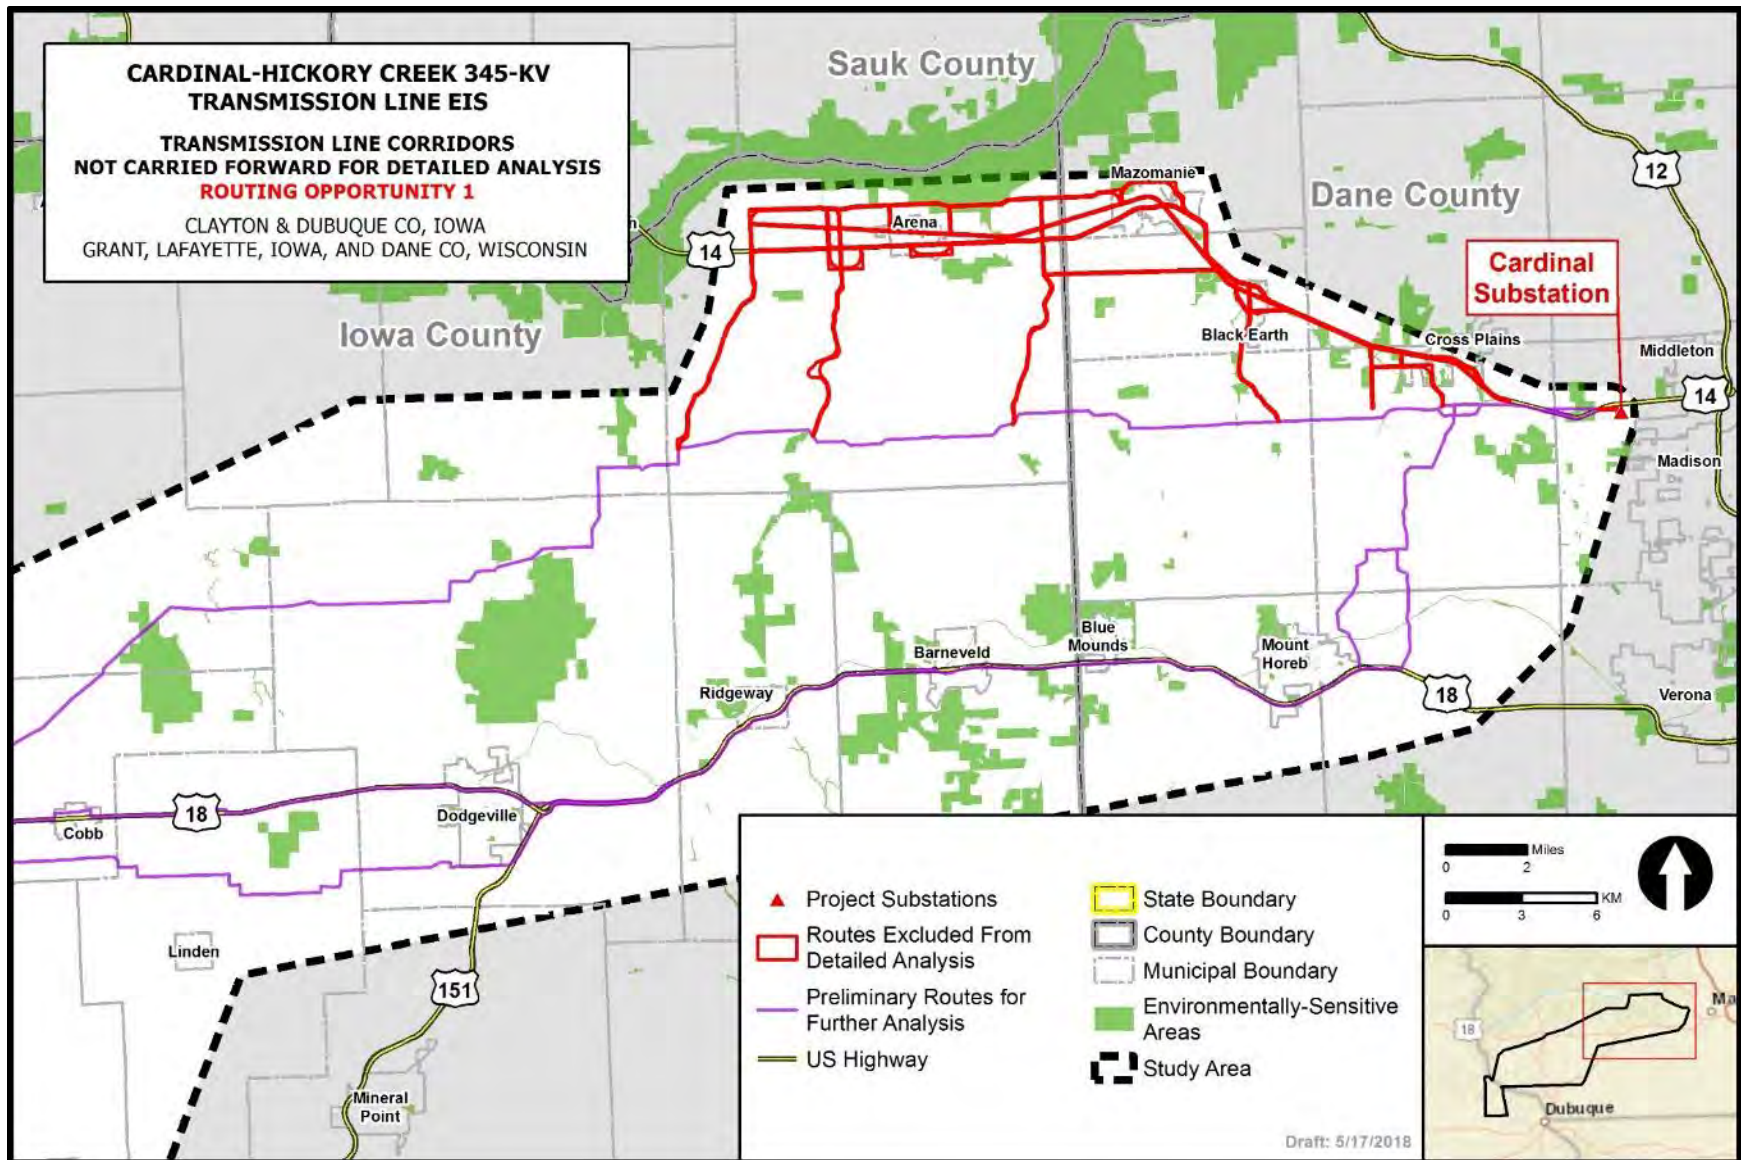 CARDINAL-HICKORY CREEK 345-KV
TRANSMISSION LINE EIS
TRANSMISSION LINE CORRIDORS
NOT CARRIED FORWARD FOR DETAILED ANALYSIS
ROUTING OPPORTUNITY 1
CLAYTON & DUBUQUE CO, IOWA
GRANT, LAFAYETTE, IOWA, AND DANE CO, WISCONSIN
Sauk County
Dane County
Iowa County
12
Mazomanie
Arena
14
Cardinal
Substation
Black Earth
Cross Plains
Middleton
14
Madison
Blue
Mounds
Barneveld
Mount
Horeb
Ridgeway
18
Verona
18
Cobb
Dodgeville
Linden
151
Mineral
Point
Project Substations
Routes Excluded From
Detailed Analysis
Preliminary Routes for
Further Analysis
US Highway
State Boundary
County Boundary
Municipal Boundary
Environmentally-Sensitive
Areas
Study Area
Draft: 5/17/2018
Miles
0 2
KM
0 3 6
18
Ma
Dubuque